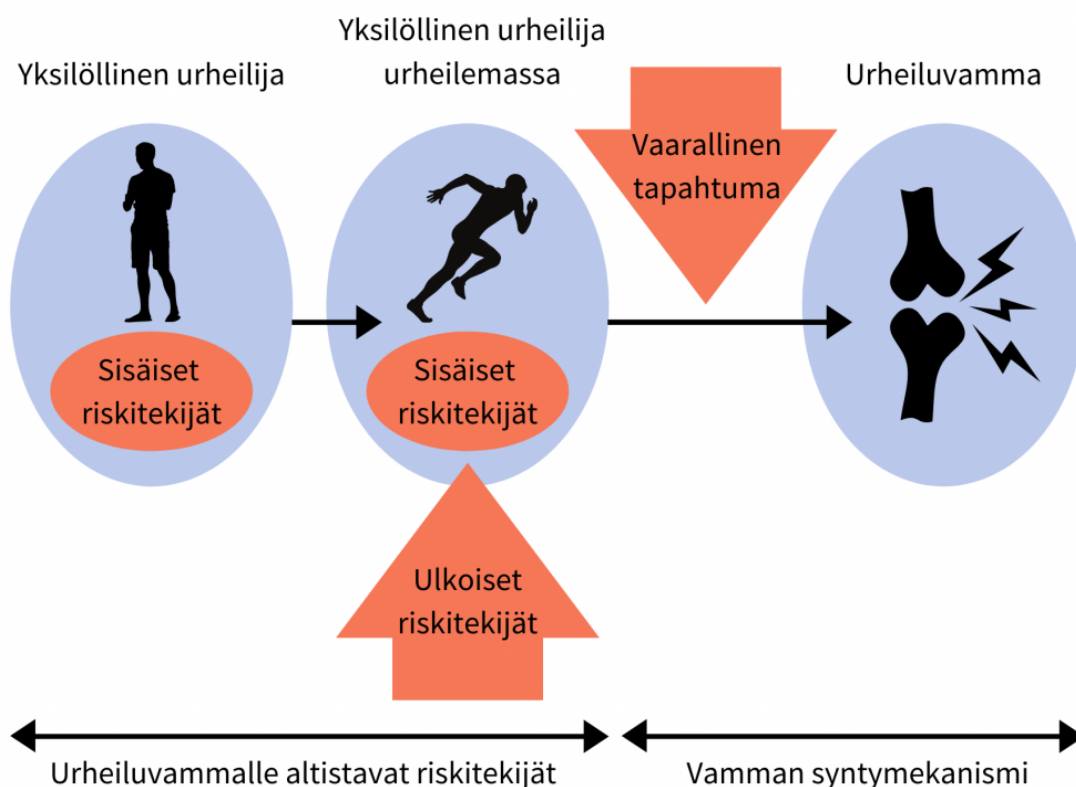 Yksilöllinen urheilija
Yksilöllinen urheilija
urheilemassa
Urheiluvamma
Vaarallinen
tapahtuma
Sisäiset
riskitekijät
Sisäiset
riskitekijät
Ulkoiset
riskitekijät
Urheiluvammalle altistavat riskitekijät
Vamman syntymekanismi